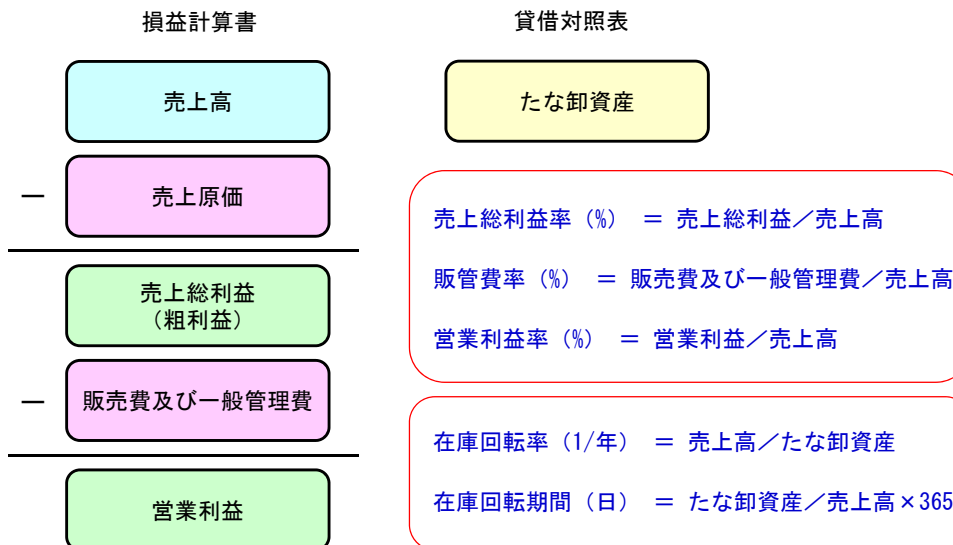 損益計算書
貸借対照表
売上高
たな卸資産
－
売上原価
売上総利益
（粗利益）
－
販売費及び一般管理費
営業利益
売上総利益率（%） ＝ 売上総利益／売上高
販管費率（%） ＝ 販売費及び一般管理費／売上高
営業利益率（%） ＝ 営業利益／売上高
在庫回転率（1/年） ＝ 売上高／たな卸資産
在庫回転期間（日） ＝ たな卸資産／売上高×365